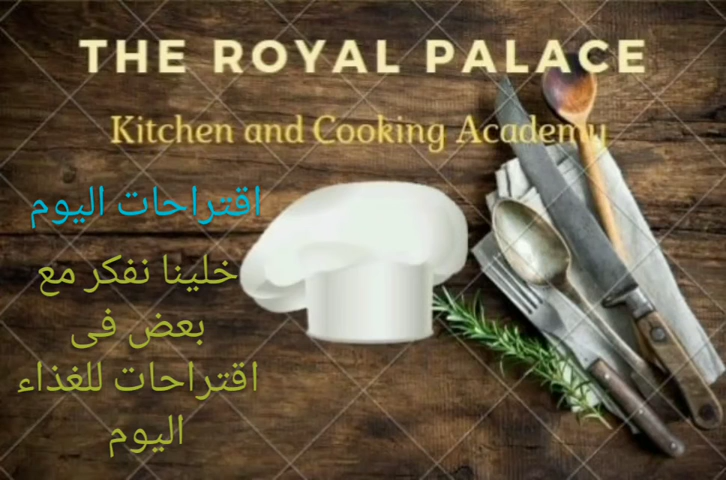 THE ROYAL PALACE
Kitchen and Cooking Academy
اقتراحات اليوم
خلينا نفكر مع
بعض فى
اقتراحات للغذاء
اليوم